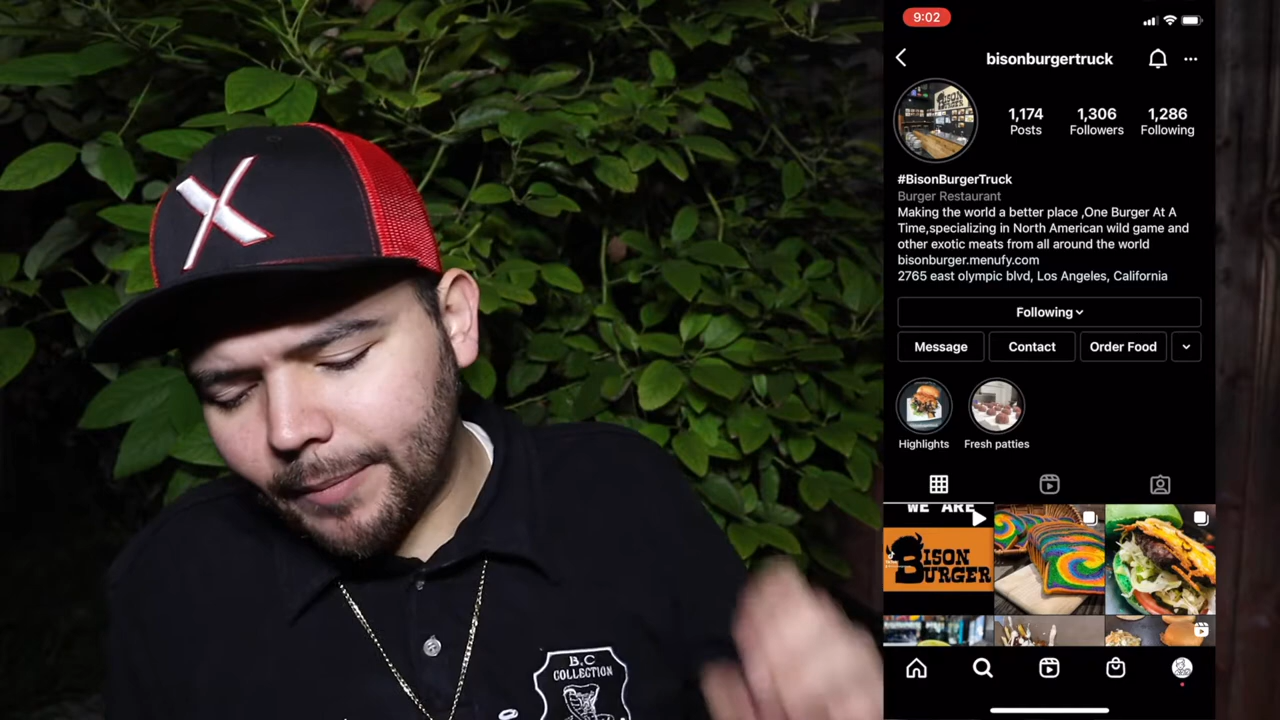 X
B.C
COLLECTION
9:02
bisonburgertruck
1,174 1,306 1,286
Posts Followers Following
#BisonBurgerTruck
Burger Restaurant
Making the world a better place ,One Burger At A
Time,specializing in North American wild game and
other exotic meats from all around the world
bisonburger.menufy.com
2765 east olympic blvd, Los Angeles, California
Following
Message Contact Order Food
Highlights Fresh patties
WE ARE
BISON
BURGER